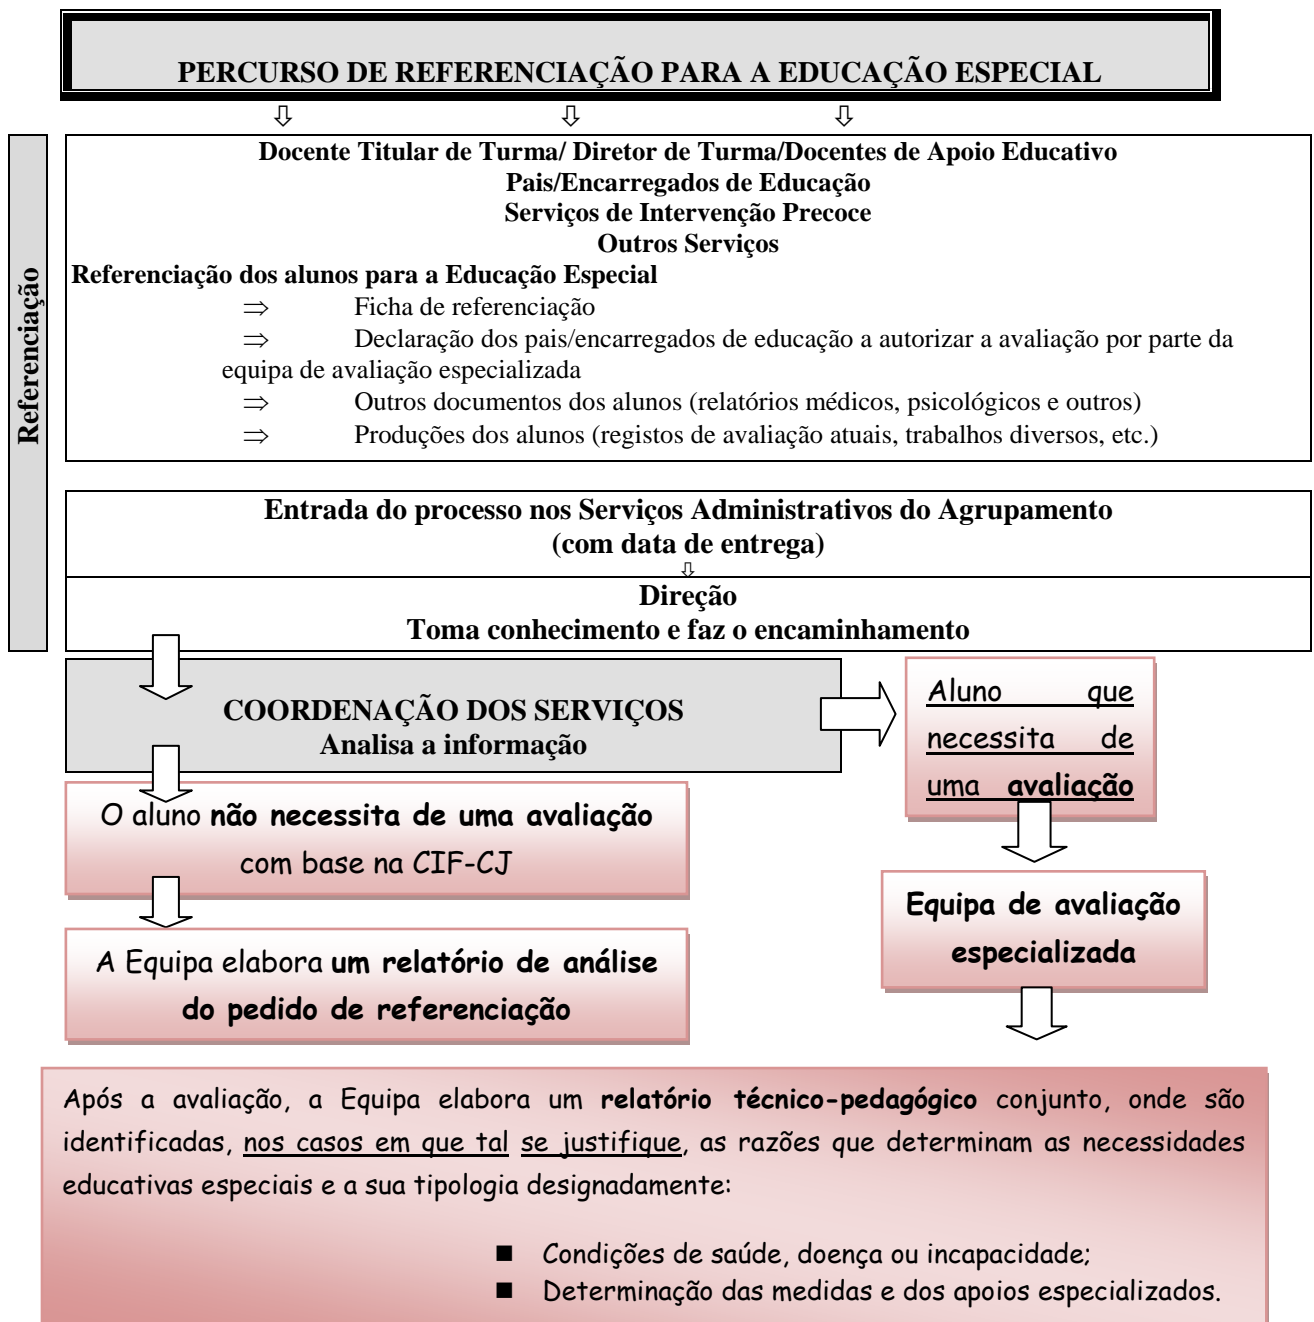 PERCURSO DE REFERENCIAÇÃO PARA A EDUCAÇÃO ESPECIAL
Referenciação
Docente Titular de Turma/ Diretor de Turma/Docentes de Apoio Educativo
Pais/Encarregados de Educação
Serviços de Intervenção Precoce
Outros Serviços
Referenciação dos alunos para a Educação Especial
⇒ Ficha de referenciação
⇒ Declaração dos pais/encarregados de educação a autorizar a avaliação por parte da
equipa de avaliação especializada
⇒ Outros documentos dos alunos (relatórios médicos, psicológicos e outros)
⇒ Produções dos alunos (registos de avaliação atuais, trabalhos diversos, etc.)
Entrada do processo nos Serviços Administrativos do Agrupamento
(com data de entrega)
Direção
Toma conhecimento e faz o encaminhamento
COORDENAÇÃO DOS SERVIÇOS
Analisa a informação
Aluno que
necessita de
uma avaliação
O aluno não necessita de uma avaliação
com base na CIF-CJ
Equipa de avaliação
especializada
A Equipa elabora um relatório de análise
do pedido de referenciação
Após a avaliação, a Equipa elabora um relatório técnico-pedagógico conjunto, onde são
identificadas, nos casos em que tal se justifique, as razões que determinam as necessidades
educativas especiais e a sua tipologia designadamente:
■ Condições de saúde, doença ou incapacidade;
■ Determinação das medidas e dos apoios especializados.